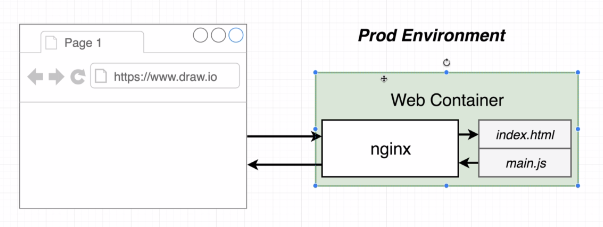 Prod Environment
Page 1
https://www.draw.io
Web Container
nginx
index.html
main.js